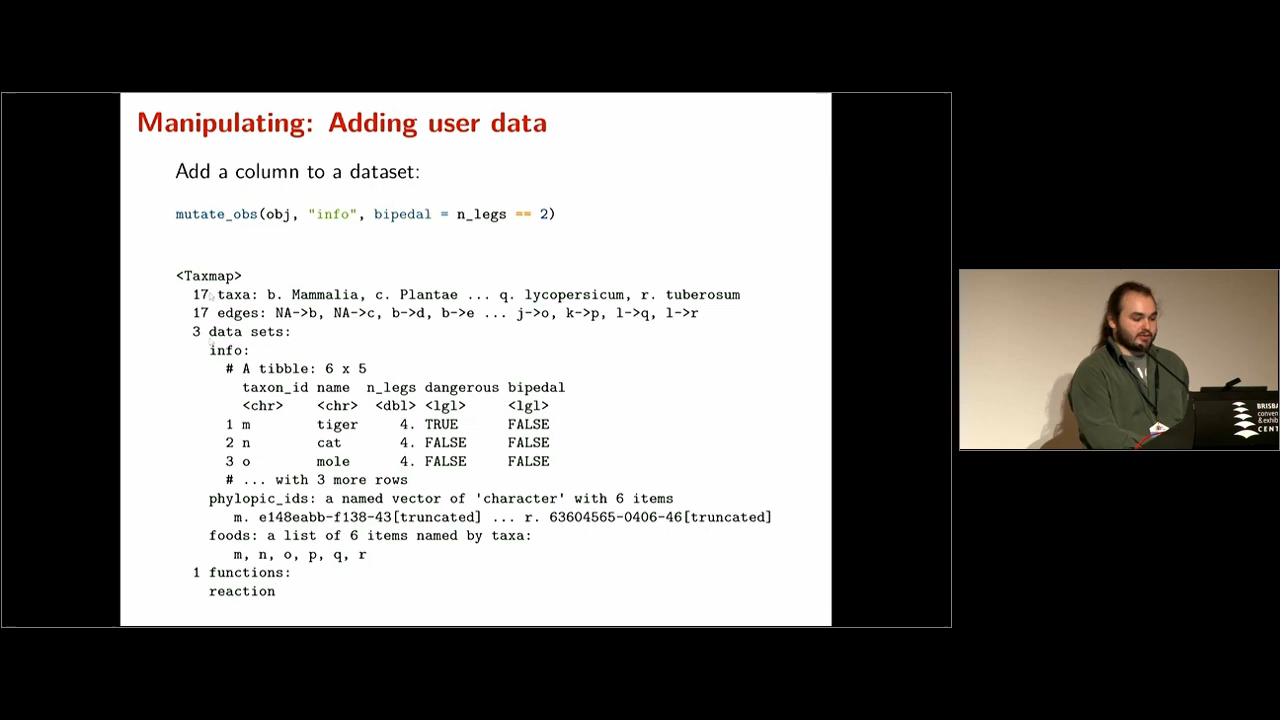 Manipulating: Adding user data
Add a column to a dataset:
mutate_obs(obj, "info", bipedal = n_legs == 2)
<Taxmap>
17 taxa: b. Mammalia, c. Plantae ... q. lycopersicum, r. tuberosum
17 edges: NA->b, NA->c, b->d, b->e ... j->o, k->p, l->q, l->r
3 data sets:
info:
# A tibble: 6 x 5
taxon_id name n_legs dangerous bipedal
<chr> <chr> <dbl> <lgl> <lgl>
1 m tiger 4. TRUE FALSE
2 n cat 4. FALSE FALSE
3 o mole 4. FALSE FALSE
# ... with 3 more rows
phylopic_ids: a named vector of 'character' with 6 items
m. e148eabb-f138-43[truncated] ... r. 63604565-0406-46[truncated]
foods: a list of 6 items named by taxa:
m, n, o, p, q, r
1 functions:
reaction